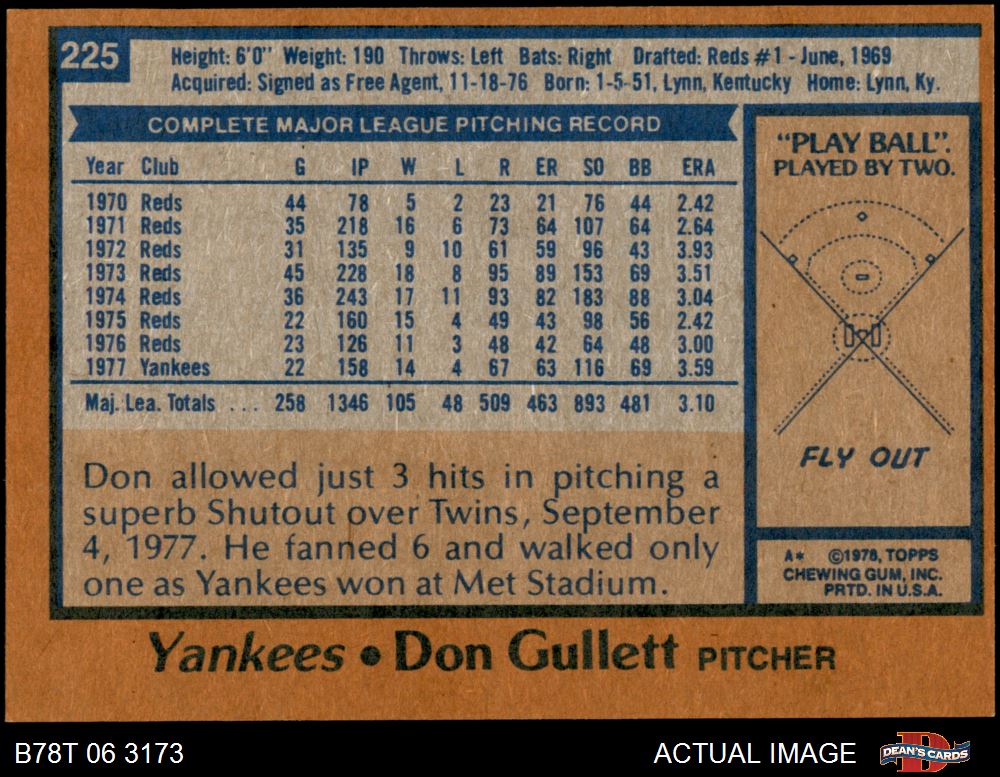 225
Height: 6'0" Weight: 190 Throws: Left Bats: Right Drafted: Reds #1 - June, 1969
Acquired: Signed as Free Agent, 11-18-76 Born: 1-5-51, Lynn, Kentucky Home: Lynn, Ky.
COMPLETE MAJOR LEAGUE PITCHING RECORD
Year Club G IP W L R ER SO BB ERA
1970 Reds 44 78 5 2 23 21 76 44 2.42
1971 Reds 35 218 16 6 73 64 107 64 2.64
1972 Reds 31 135 9 10 61 59 96 43 3.93
1973 Reds 45 228 18 8 95 89 153 69 3.51
1974 Reds 36 243 17 11 93 82 183 88 3.04
1975 Reds 22 160 15 4 49 43 98 56 2.42
1976 Reds 23 126 11 3 48 42 64 48 3.00
1977 Yankees 22 158 14 4 67 63 116 69 3.59
Maj. Lea. Totals ... 258 1346 105 48 509 463 893 481 3.10
Don allowed just 3 hits in pitching a
superb Shutout over Twins, September
4, 1977. He fanned 6 and walked only
one as Yankees won at Met Stadium.
"PLAY BALL".
PLAYED BY TWO.
FLY OUT
A* ©1978, TOPPS
CHEWING GUM, INC.
PRTD. IN U.S.A.
Yankees • Don Gullett PITCHER
B78T 06 3173
ACTUAL IMAGE
D
DEAN'S CARDS